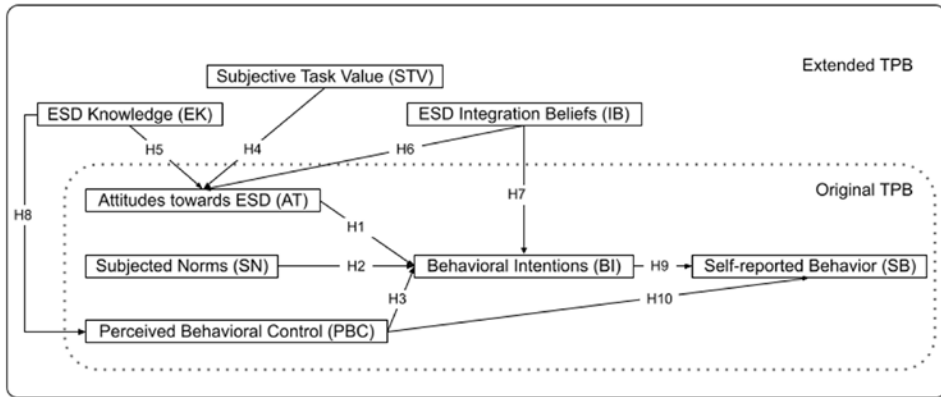 Extended TPB
Subjective Task Value (STV)
ESD Knowledge (EK)
ESD Integration Beliefs (IB)
H5
H4
H6
Original TPB
H7
Attitudes towards ESD (AT)
H8
H1
Subjected Norms (SN)
H2
Behavioral Intentions (BI)
H9
Self-reported Behavior (SB)
H3
H10
Perceived Behavioral Control (PBC)